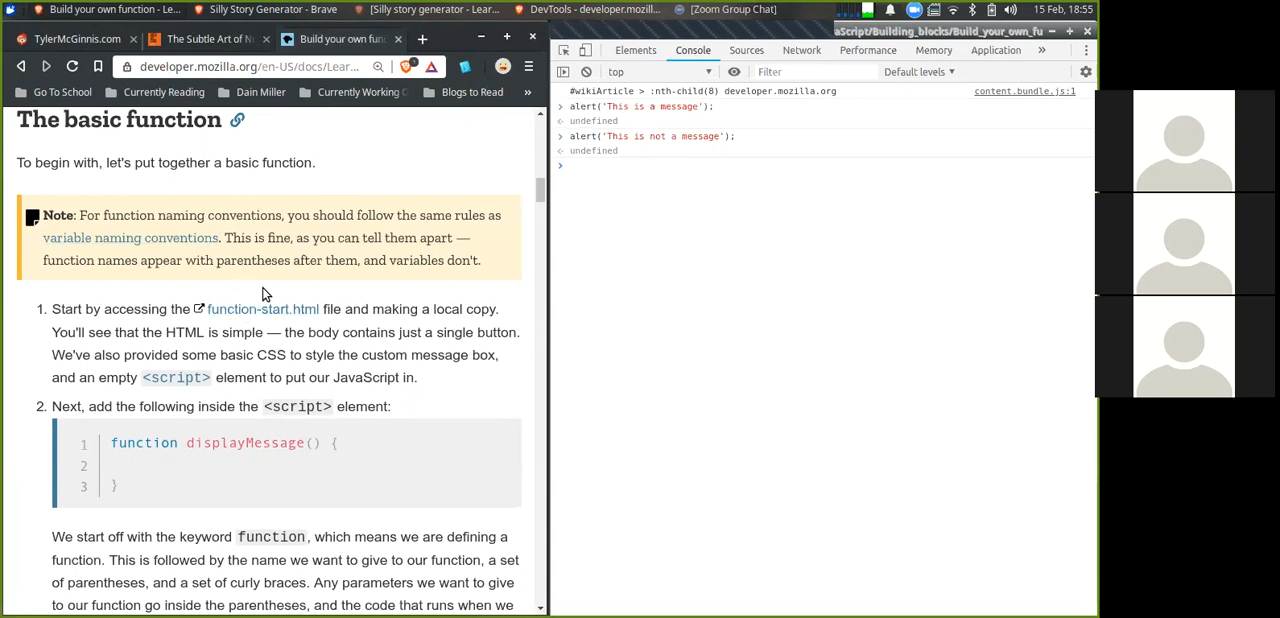 Build your own function - Le...
Silly Story Generator - Brave
[Silly story generator - Lear...
DevTools - developer.mozill...
[Zoom Group Chat]
15 Feb, 18:55
TylerMcGinnis.com
The Subtle Art of N
Build your own func
developer.mozilla.org/en-US/docs/Lear...
1
Go To School
Currently Reading
Dain Miller
Currently Working
Blogs to Read
»
The basic function
To begin with, let's put together a basic function.
Note: For function naming conventions, you should follow the same rules as
variable naming conventions. This is fine, as you can tell them apart —
function names appear with parentheses after them, and variables don't.
1. Start by accessing the function-start.html file and making a local copy.
You'll see that the HTML is simple — the body contains just a single button.
We've also provided some basic CSS to style the custom message box,
and an empty <script> element to put our JavaScript in.
2. Next, add the following inside the <script> element:
1 function displayMessage() {
2
3 }
We start off with the keyword function, which means we are defining a
function. This is followed by the name we want to give to our function, a set
of parentheses, and a set of curly braces. Any parameters we want to give
to our function go inside the parentheses, and the code that runs when we
aScript/Building_blocks/Build_your_own_fu
Elements Console Sources Network Performance Memory Application »
top Filter Default levels
#wikiArticle > :nth-child(8) developer.mozilla.org content.bundle.js:1
> alert('This is a message');
< undefined
> alert('This is not a message');
< undefined
>